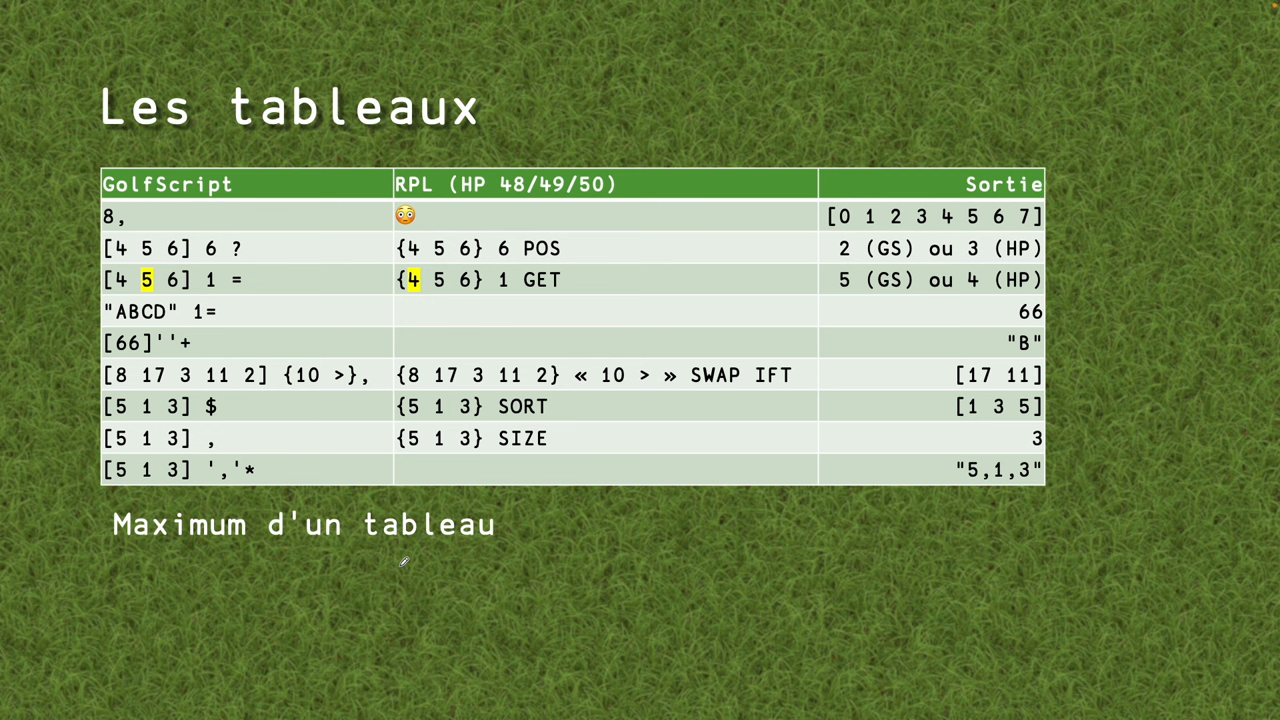 Les tableaux
GolfScript RPL (HP 48/49/50) Sortie
8, 😳 [0 1 2 3 4 5 6 7]
[4 5 6] 6 ? {4 5 6} 6 POS 2 (GS) ou 3 (HP)
[4 5 6] 1 = {4 5 6} 1 GET 5 (GS) ou 4 (HP)
"ABCD" 1= 66
[66]''+ "B"
[8 17 3 11 2] {10 >}, {8 17 3 11 2} « 10 > » SWAP IFT [17 11]
[5 1 3] $ {5 1 3} SORT [1 3 5]
[5 1 3] , {5 1 3} SIZE 3
[5 1 3] ','* "5,1,3"
Maximum d'un tableau